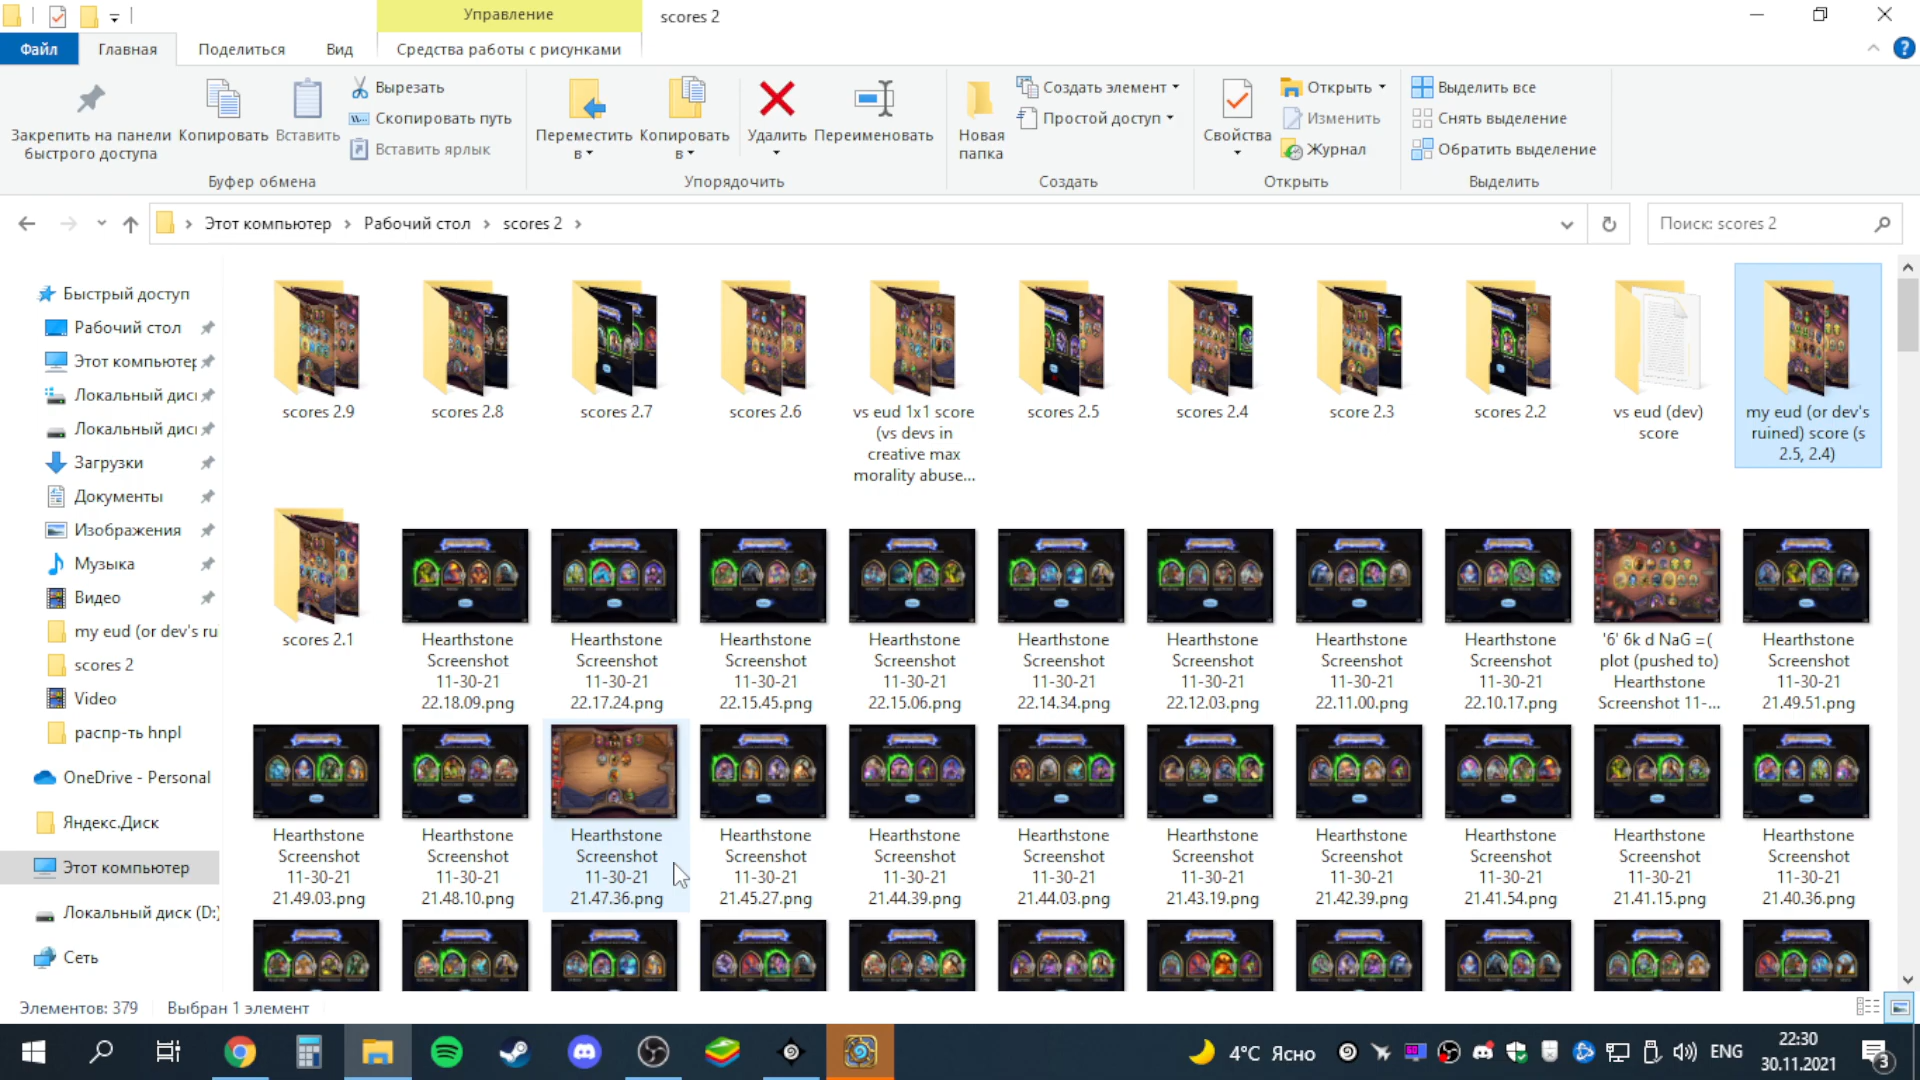 Управление
scores 2
Файл
Главная
Поделиться
Вид
Средства работы с рисунками
Закрепить на панели
быстрого доступа
Копировать
Вставить
Вырезать
Скопировать путь
Вставить ярлык
Буфер обмена
Переместить
в
Копировать
в
Удалить
Переименовать
Упорядочить
Новая
папка
Создать элемент
Простой доступ
Создать
Свойства
Открыть
Изменить
Журнал
Открыть
Выделить все
Снять выделение
Обратить выделение
Выделить
Этот компьютер
Рабочий стол
scores 2
Поиск: scores 2
Быстрый доступ
Рабочий стол
Этот компьютер
Локальный дис
Локальный дис
Загрузки
Документы
Изображения
Музыка
Видео
my eud (or dev's ru
scores 2
Video
распр-ть hnpl
OneDrive - Personal
Яндекс.Диск
Этот компьютер
Локальный диск (D:)
Сеть
scores 2.9
scores 2.8
scores 2.7
scores 2.6
vs eud 1x1 score
(vs devs in
creative max
morality abuse...
scores 2.5
scores 2.4
score 2.3
scores 2.2
vs eud (dev)
score
my eud (or dev's
ruined) score (s
2.5, 2.4)
scores 2.1
Hearthstone
Screenshot
11-30-21
22.18.09.png
Hearthstone
Screenshot
11-30-21
22.17.24.png
Hearthstone
Screenshot
11-30-21
22.15.45.png
Hearthstone
Screenshot
11-30-21
22.15.06.png
Hearthstone
Screenshot
11-30-21
22.14.34.png
Hearthstone
Screenshot
11-30-21
22.12.03.png
Hearthstone
Screenshot
11-30-21
22.11.00.png
Hearthstone
Screenshot
11-30-21
22.10.17.png
'6' 6k d NaG =(
plot (pushed to)
Hearthstone
Screenshot 11-...
Hearthstone
Screenshot
11-30-21
21.49.51.png
Hearthstone
Screenshot
11-30-21
21.49.03.png
Hearthstone
Screenshot
11-30-21
21.48.10.png
Hearthstone
Screenshot
11-30-21
21.47.36.png
Hearthstone
Screenshot
11-30-21
21.45.27.png
Hearthstone
Screenshot
11-30-21
21.44.39.png
Hearthstone
Screenshot
11-30-21
21.44.03.png
Hearthstone
Screenshot
11-30-21
21.43.19.png
Hearthstone
Screenshot
11-30-21
21.42.39.png
Hearthstone
Screenshot
11-30-21
21.41.54.png
Hearthstone
Screenshot
11-30-21
21.41.15.png
Hearthstone
Screenshot
11-30-21
21.40.36.png
Элементов: 379
Выбран 1 элемент
4°C Ясно
ENG
22:30
30.11.2021
3